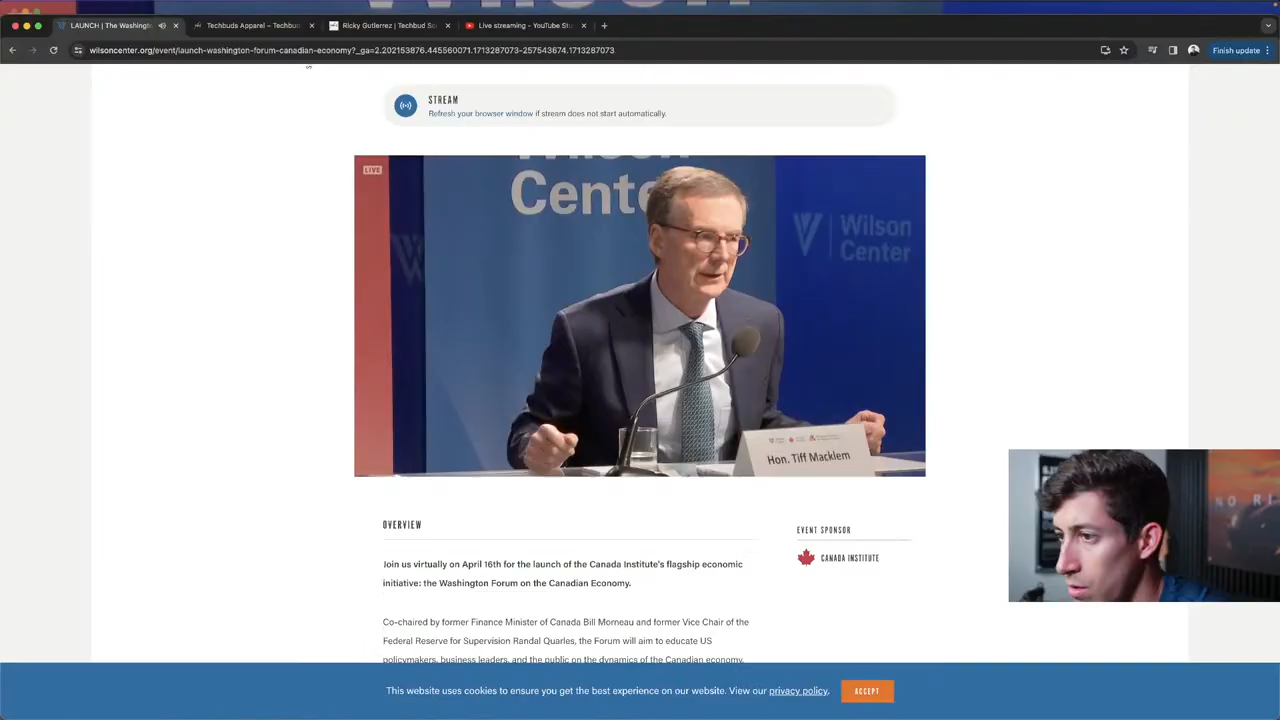 LAUNCH | The Washingto
Techbuds Apparel – Techbu
Ricky Gutierrez | Techbud So
Live streaming - YouTube Stu
wilsoncenter.org/event/launch-washington-forum-canadian-economy?_ga=2.202153876.445560071.1713287073-257543674.1713287073
Finish update
STREAM
Refresh your browser window if stream does not start automatically.
LIVE
Wilson
Cente
Wilson
Center
Hon. Tiff Macklem
NO RI
OVERVIEW
Join us virtually on April 16th for the launch of the Canada Institute's flagship economic
initiative: the Washington Forum on the Canadian Economy.
Co-chaired by former Finance Minister of Canada Bill Morneau and former Vice Chair of the
Federal Reserve for Supervision Randal Quarles, the Forum will aim to educate US
policymakers, business leaders, and the public on the dynamics of the Canadian economy,
EVENT SPONSOR
CANADA INSTITUTE
This website uses cookies to ensure you get the best experience on our website. View our privacy policy.
ACCEPT